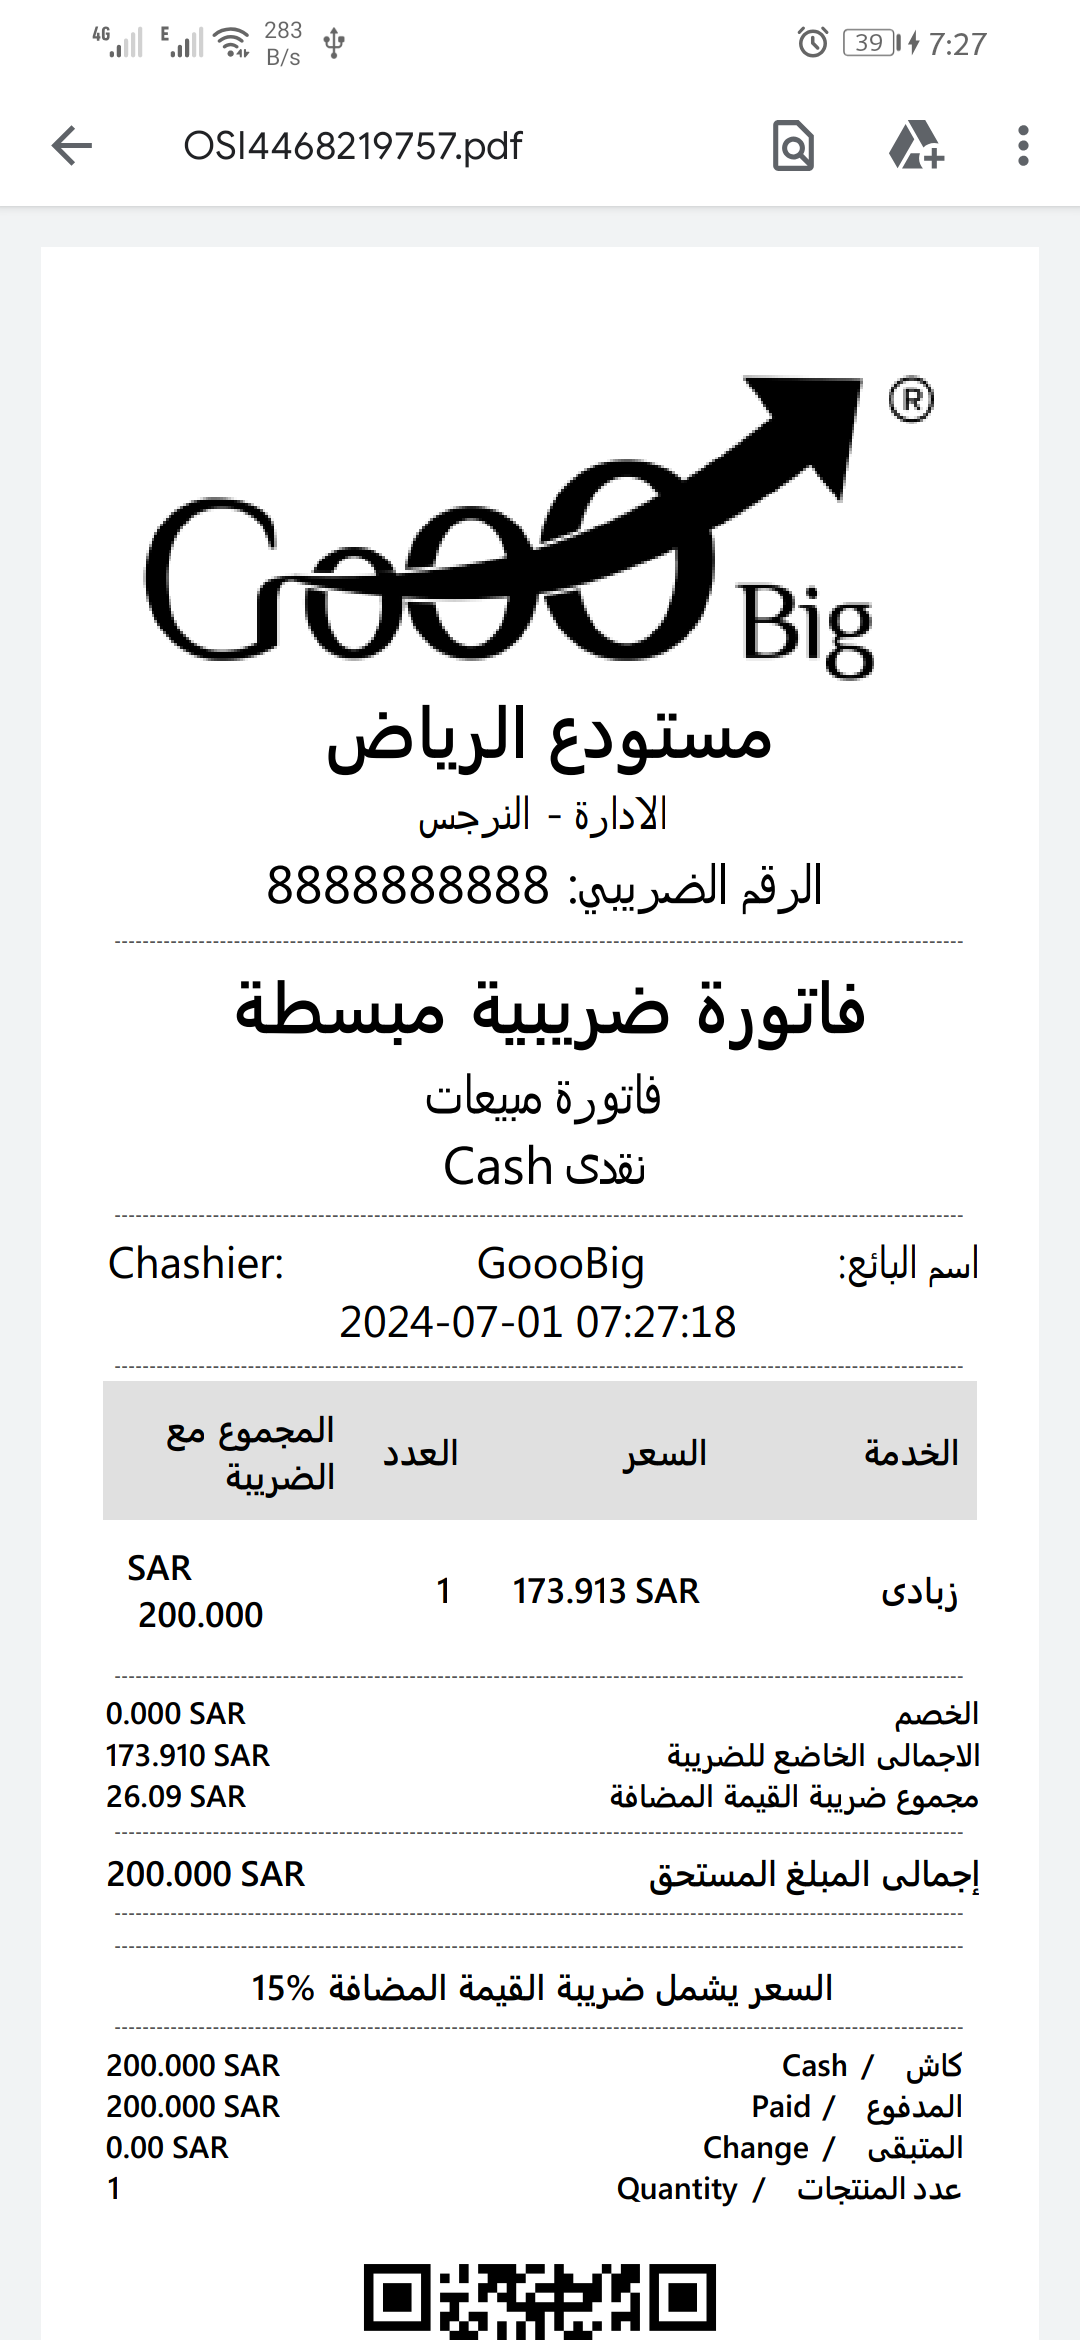 4G E 283 B/s 39 7:27
OSI4468219757.pdf
GoooBig ®
مستودع الرياض
الادارة - النرجس
الرقم الضريبي: 8888888888
فاتورة ضريبية مبسطة
فاتورة مبيعات
نقدى Cash
Chashier: GoooBig اسم البائع:
2024-07-01 07:27:18
الخدمة السعر العدد المجموع مع الضريبة
زبادى 173.913 SAR 1 SAR 200.000
الخصم 0.000 SAR
الاجمالى الخاضع للضريبة 173.910 SAR
مجموع ضريبة القيمة المضافة 26.09 SAR
إجمالى المبلغ المستحق 200.000 SAR
السعر يشمل ضريبة القيمة المضافة 15%
كاش / Cash 200.000 SAR
المدفوع / Paid 200.000 SAR
المتبقى / Change 0.00 SAR
عدد المنتجات / Quantity 1